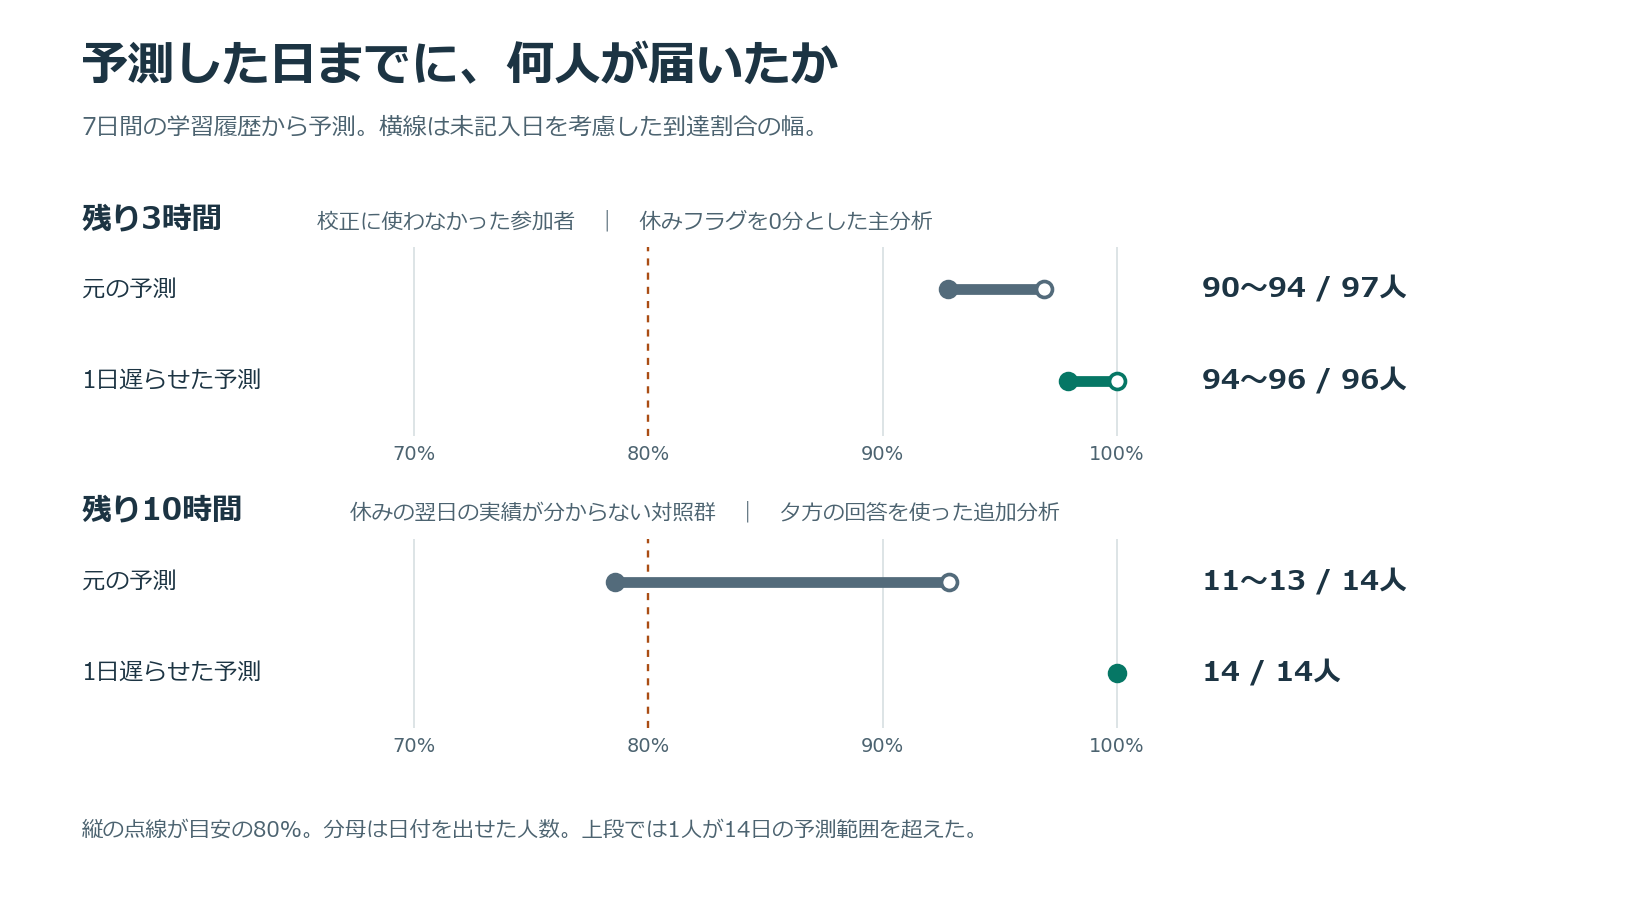 予測した日までに、何人が届いたか
7日間の学習履歴から予測。横線は未記入日を考慮した到達割合の幅。
残り3時間 校正に使わなかった参加者 ｜ 休みフラグを0分とした主分析
元の予測 90〜94 / 97人
1日遅らせた予測 94〜96 / 96人
70% 80% 90% 100%
残り10時間 休みの翌日の実績が分からない対照群 ｜ 夕方の回答を使った追加分析
元の予測 11〜13 / 14人
1日遅らせた予測 14 / 14人
70% 80% 90% 100%
縦の点線が目安の80%。分母は日付を出せた人数。上段では1人が14日の予測範囲を超えた。